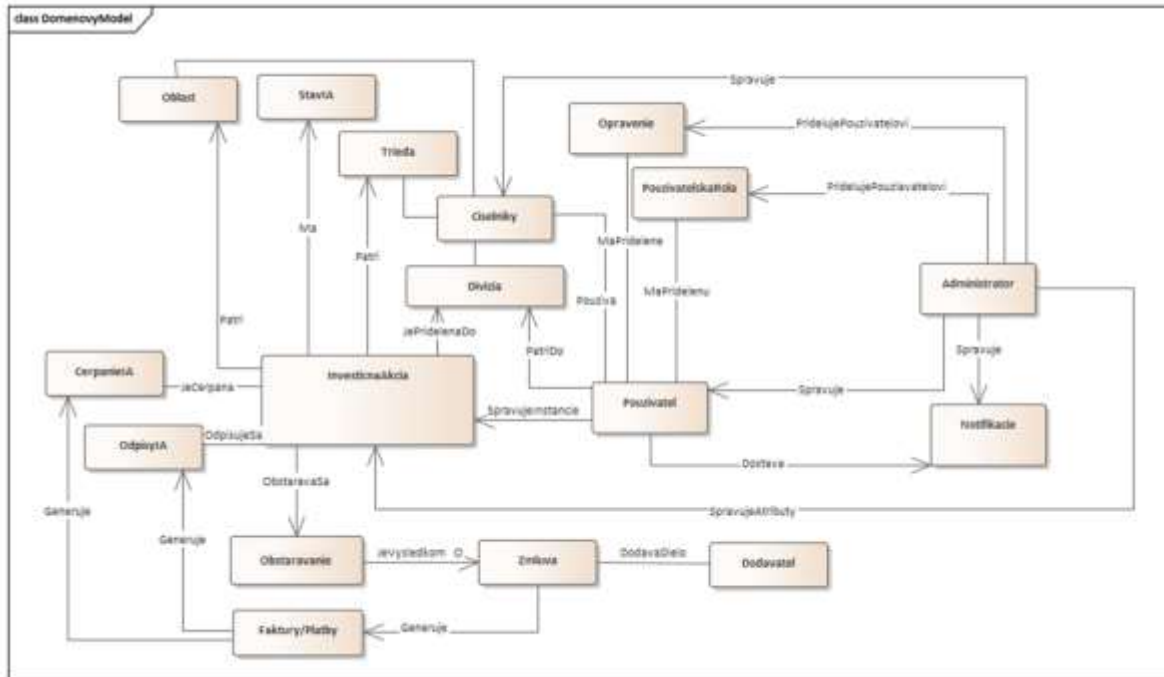 class DomenovyModel
Spravuje
Oblast
StavIA
Opravenie
PridelujePouzivatelovi
Trieda
PouzivatelskaRola
PridelujePouzivatelovi
Ciselniky
Ma
MaPridelene
Patri
Divizia
Administrator
MaPridelenu
Pouziva
Patri
JePridelenaDo
PatriDo
Spravuje
CerpanieIA
InvesticnaAkcia
JeCerpana
Pouzivatel
Spravuje
SpravujeInstancie
Notifikacie
OdpisyIA
OdpisujeSa
Dostava
ObstaravaSa
Generuje
SpravujeAtributy
Generuje
Obstaravanie
JeVysledkom
Zmluva
DodavaDielo
Dodavatel
Faktury/Platby
Generuje